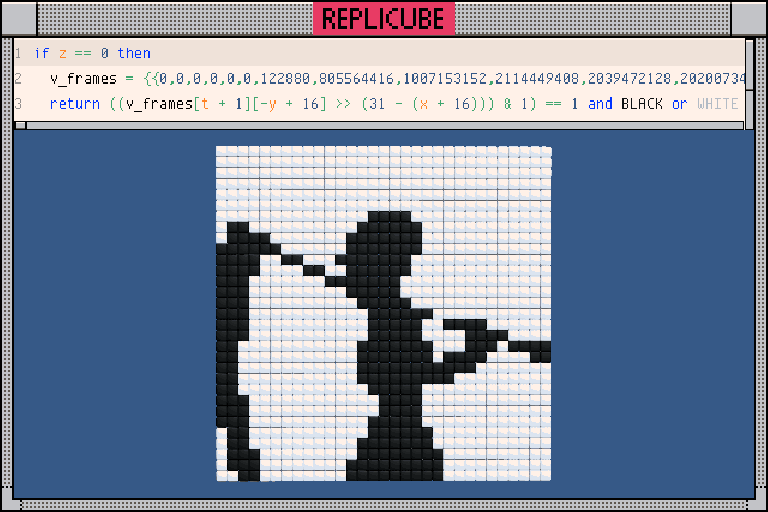 REPLICUBE
1 if z == 0 then
2 v_frames = {{0,0,0,0,0,0,122880,805564416,1007153152,2114449408,2039472128,20200734
3 return ((v_frames[t + 1][-y + 16] >> (31 - (x + 16))) & 1) == 1 and BLACK or WHITE